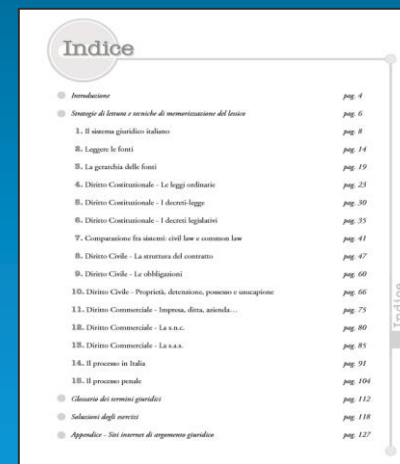 Indice
Introduzione pag. 4
Strategie di lettura e tecniche di memorizzazione del lessico pag. 6
1. Il sistema giuridico italiano pag. 8
2. Leggere le fonti pag. 14
3. La gerarchia delle fonti pag. 19
4. Diritto Costituzionale - Le leggi ordinarie pag. 23
5. Diritto Costituzionale - I decreti-legge pag. 30
6. Diritto Costituzionale - I decreti legislativi pag. 35
7. Comparazione fra sistemi: civil law e common law pag. 41
8. Diritto Civile - La struttura del contratto pag. 47
9. Diritto Civile - Le obbligazioni pag. 60
10. Diritto Civile - Proprietà, detenzione, possesso e usucapione pag. 66
11. Diritto Commerciale - Impresa, ditta, azienda… pag. 75
12. Diritto Commerciale - La s.n.c. pag. 80
13. Diritto Commerciale - La s.a.s. pag. 85
14. Il processo in Italia pag. 91
15. Il processo penale pag. 104
Glossario dei termini giuridici pag. 112
Soluzioni degli esercizi pag. 118
Appendice - Siti internet di argomento giuridico pag. 127
Indice